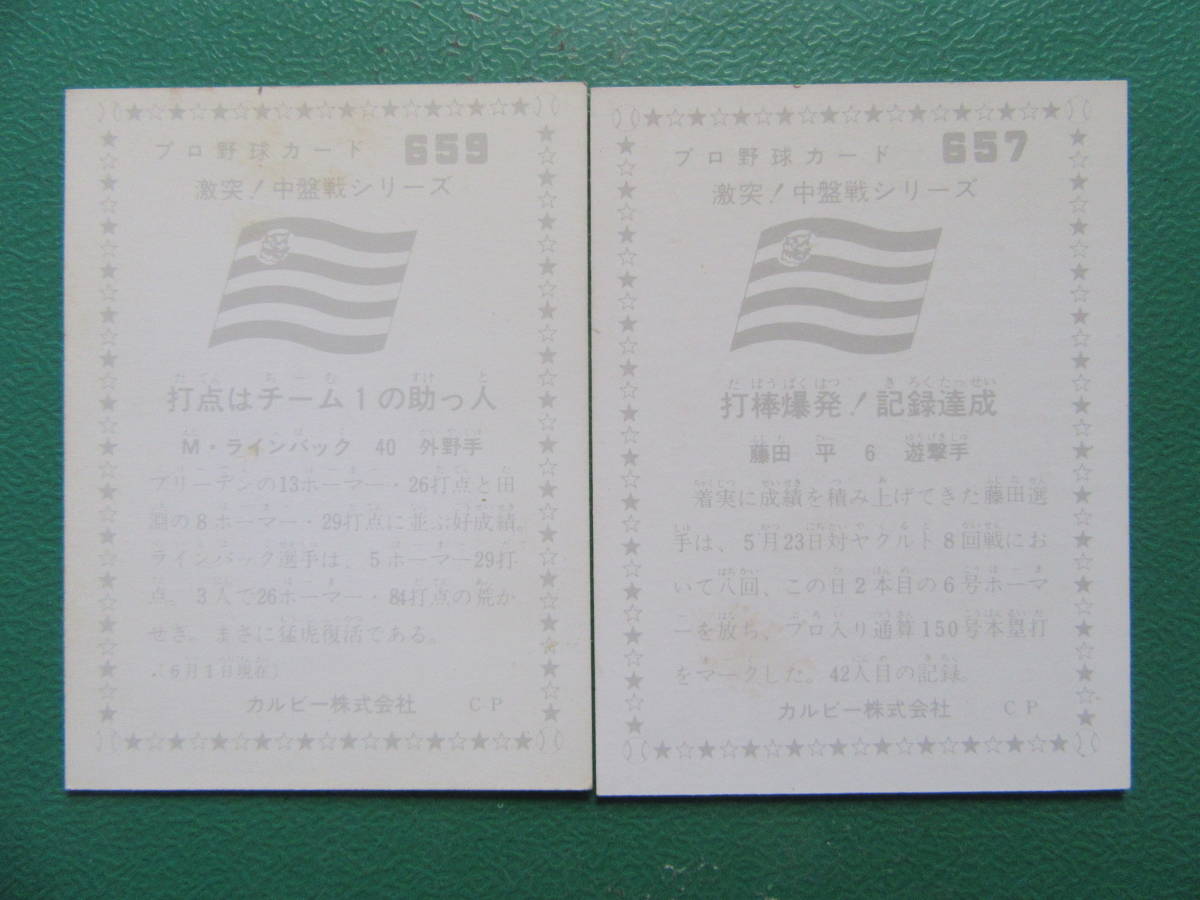 プロ野球カード 659
激突!中盤戦シリーズ
打点はチーム1の助っ人
M・ラインバック 40 外野手
ブリーデンの13ホーマー・26打点と田
淵の8ホーマー・29打点に並ぶ好成績。
ラインバック選手は、5ホーマー29打
点。3人で26ホーマー・84打点の荒か
せぎ。まさに猛虎復活である。
(6月1日現在)
カルビー株式会社 CP
プロ野球カード 657
激突!中盤戦シリーズ
打棒爆発!記録達成
藤田 平 6 遊撃手
着実に成績を積み上げてきた藤田選
手は、5月23日対ヤクルト8回戦にお
いて八回、この日2本目の6号ホーマ
ーを放ち、プロ入り通算150号本塁打
をマークした。42人目の記録。
カルビー株式会社 CP